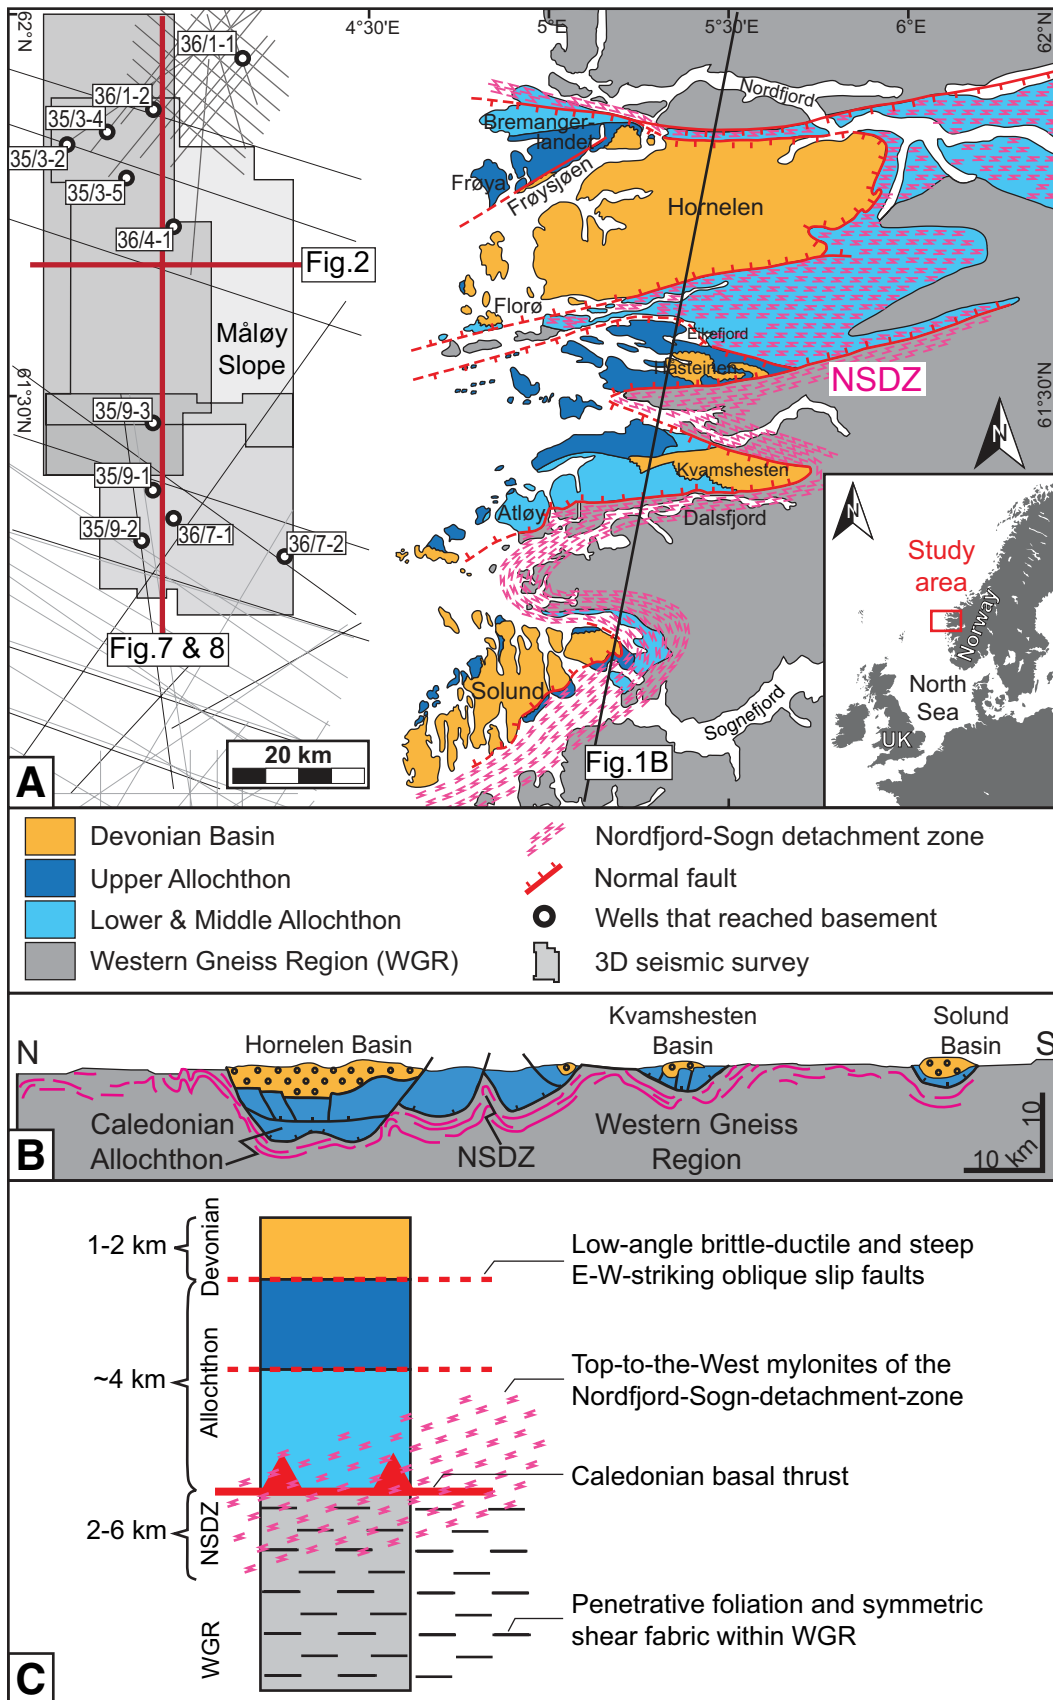 62°N
4°30'E
5°E
5°30'E
6°E
62°N
36/1-1
36/1-2
35/3-4
35/3-2
35/3-5
36/4-1
Fig.2
Måløy
Slope
61°30'N
35/9-3
35/9-1
35/9-2
36/7-1
36/7-2
Fig.7 & 8
20 km
A
Nordfjord
Bremanger-
landet
Frøya
Frøysjøen
Hornelen
Florø
Eikefjord
Hasteinen
NSDZ
61°30'N
Kvamshesten
Atløy
Dalsfjord
Solund
Sognefjord
Fig.1B
N
N
Study
area
Norway
North
Sea
UK
Devonian Basin
Upper Allochthon
Lower & Middle Allochthon
Western Gneiss Region (WGR)
Nordfjord-Sogn detachment zone
Normal fault
Wells that reached basement
3D seismic survey
N
Hornelen Basin
Kvamshesten
Basin
Solund
Basin
S
Caledonian
Allochthon
NSDZ
Western Gneiss
Region
10
10 km
B
1-2 km
Devonian
~4 km
Allochthon
2-6 km
NSDZ
WGR
Low-angle brittle-ductile and steep
E-W-striking oblique slip faults
Top-to-the-West mylonites of the
Nordfjord-Sogn-detachment-zone
Caledonian basal thrust
Penetrative foliation and symmetric
shear fabric within WGR
C